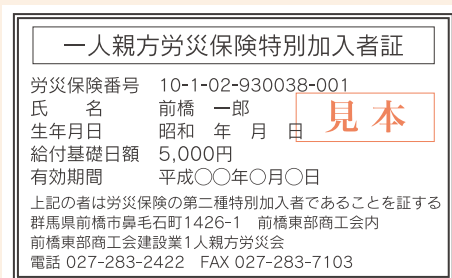 一人親方労災保険特別加入者証
労災保険番号 10-1-02-930038-001
氏 名 前橋 一郎
生年月日 昭和 年 月 日
見本
給付基礎日額 5,000円
有効期間 平成○○年○月○日
上記の者は労災保険の第二種特別加入者であることを証する
群馬県前橋市鼻毛石町1426-1 前橋東部商工会内
前橋東部商工会建設業1人親方労災会
電話 027-283-2422 FAX 027-283-7103